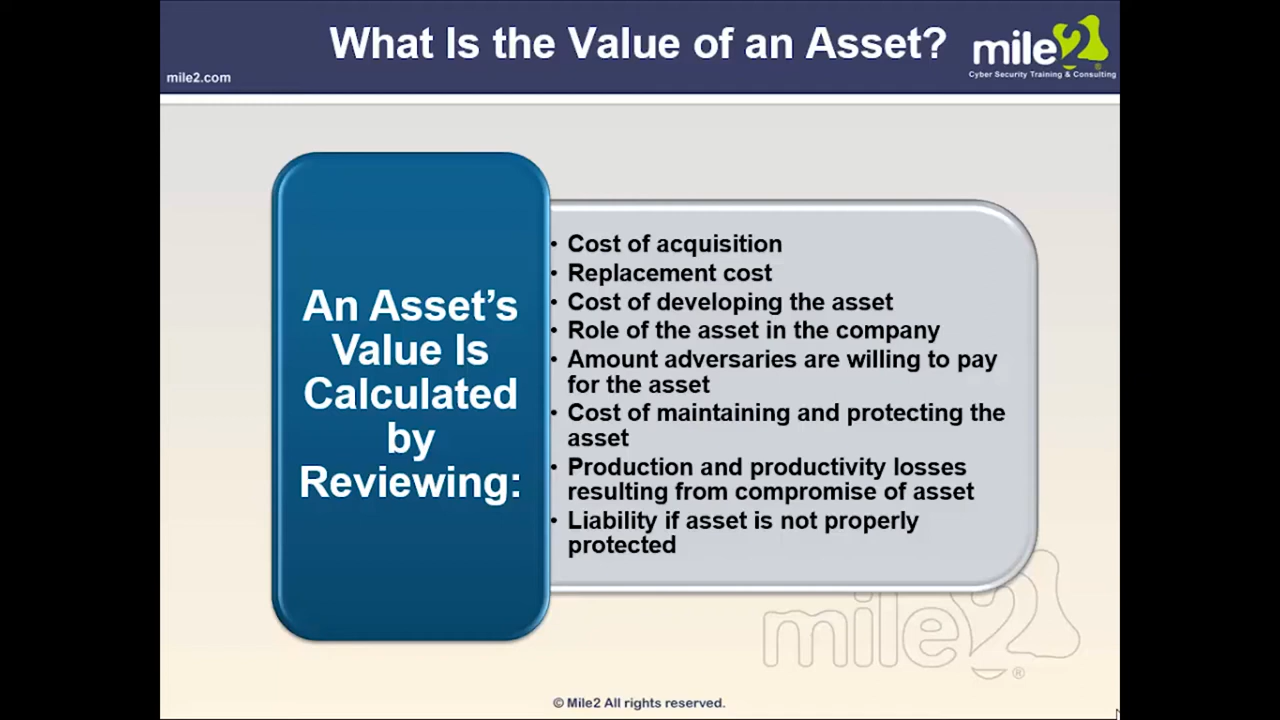 What Is the Value of an Asset?
mile2
Cyber Security Training & Consulting
mile2.com
An Asset’s
Value Is
Calculated
by
Reviewing:
• Cost of acquisition
• Replacement cost
• Cost of developing the asset
• Role of the asset in the company
• Amount adversaries are willing to pay
for the asset
• Cost of maintaining and protecting the
asset
• Production and productivity losses
resulting from compromise of asset
• Liability if asset is not properly
protected
mile2®
© Mile2 All rights reserved.